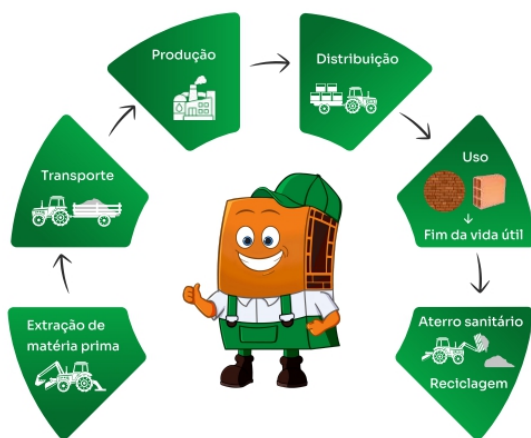 Extração de
matéria prima
Transporte
Produção
Distribuição
Uso
Fim da vida útil
Aterro sanitário
Reciclagem